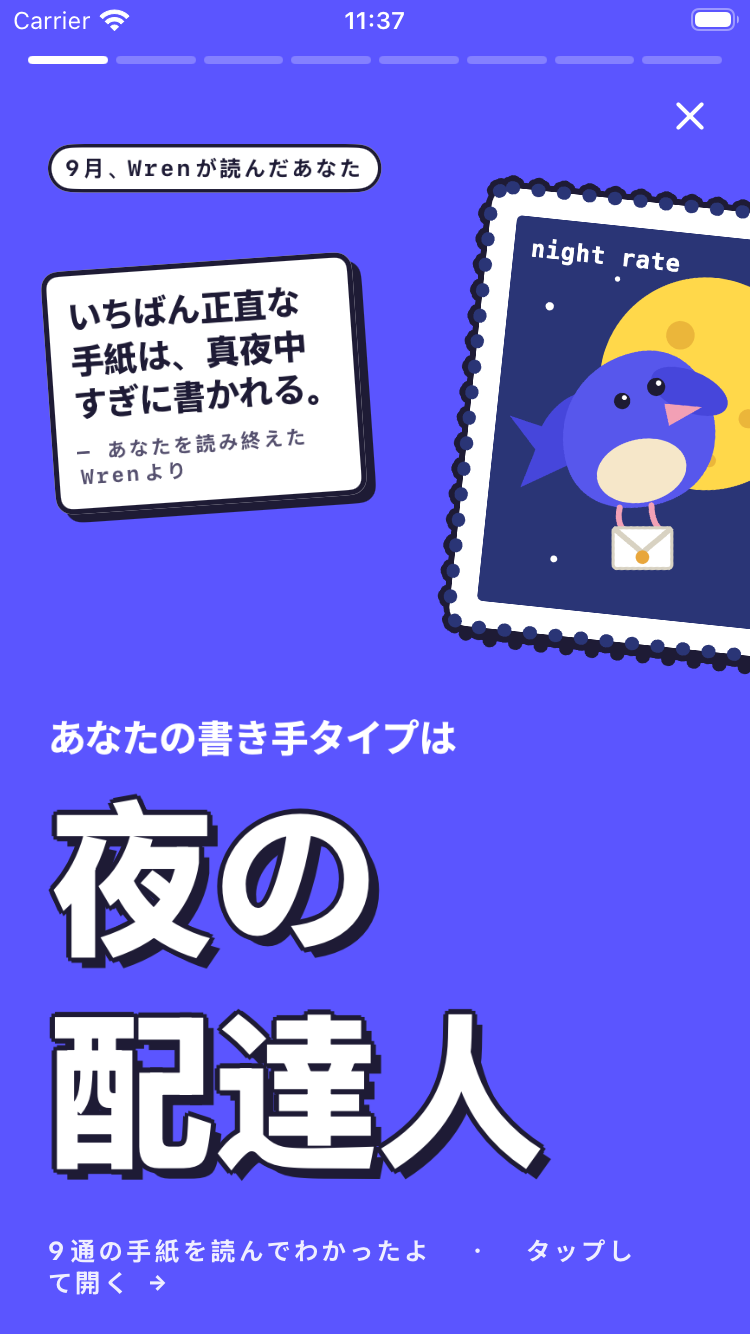 Carrier 11:37
9月、Wrenが読んだあなた
night rate
いちばん正直な
手紙は、真夜中
すぎに書かれる。
— あなたを読み終えた
Wrenより
あなたの書き手タイプは
夜の
配達人
9通の手紙を読んでわかったよ · タップし
て開く →